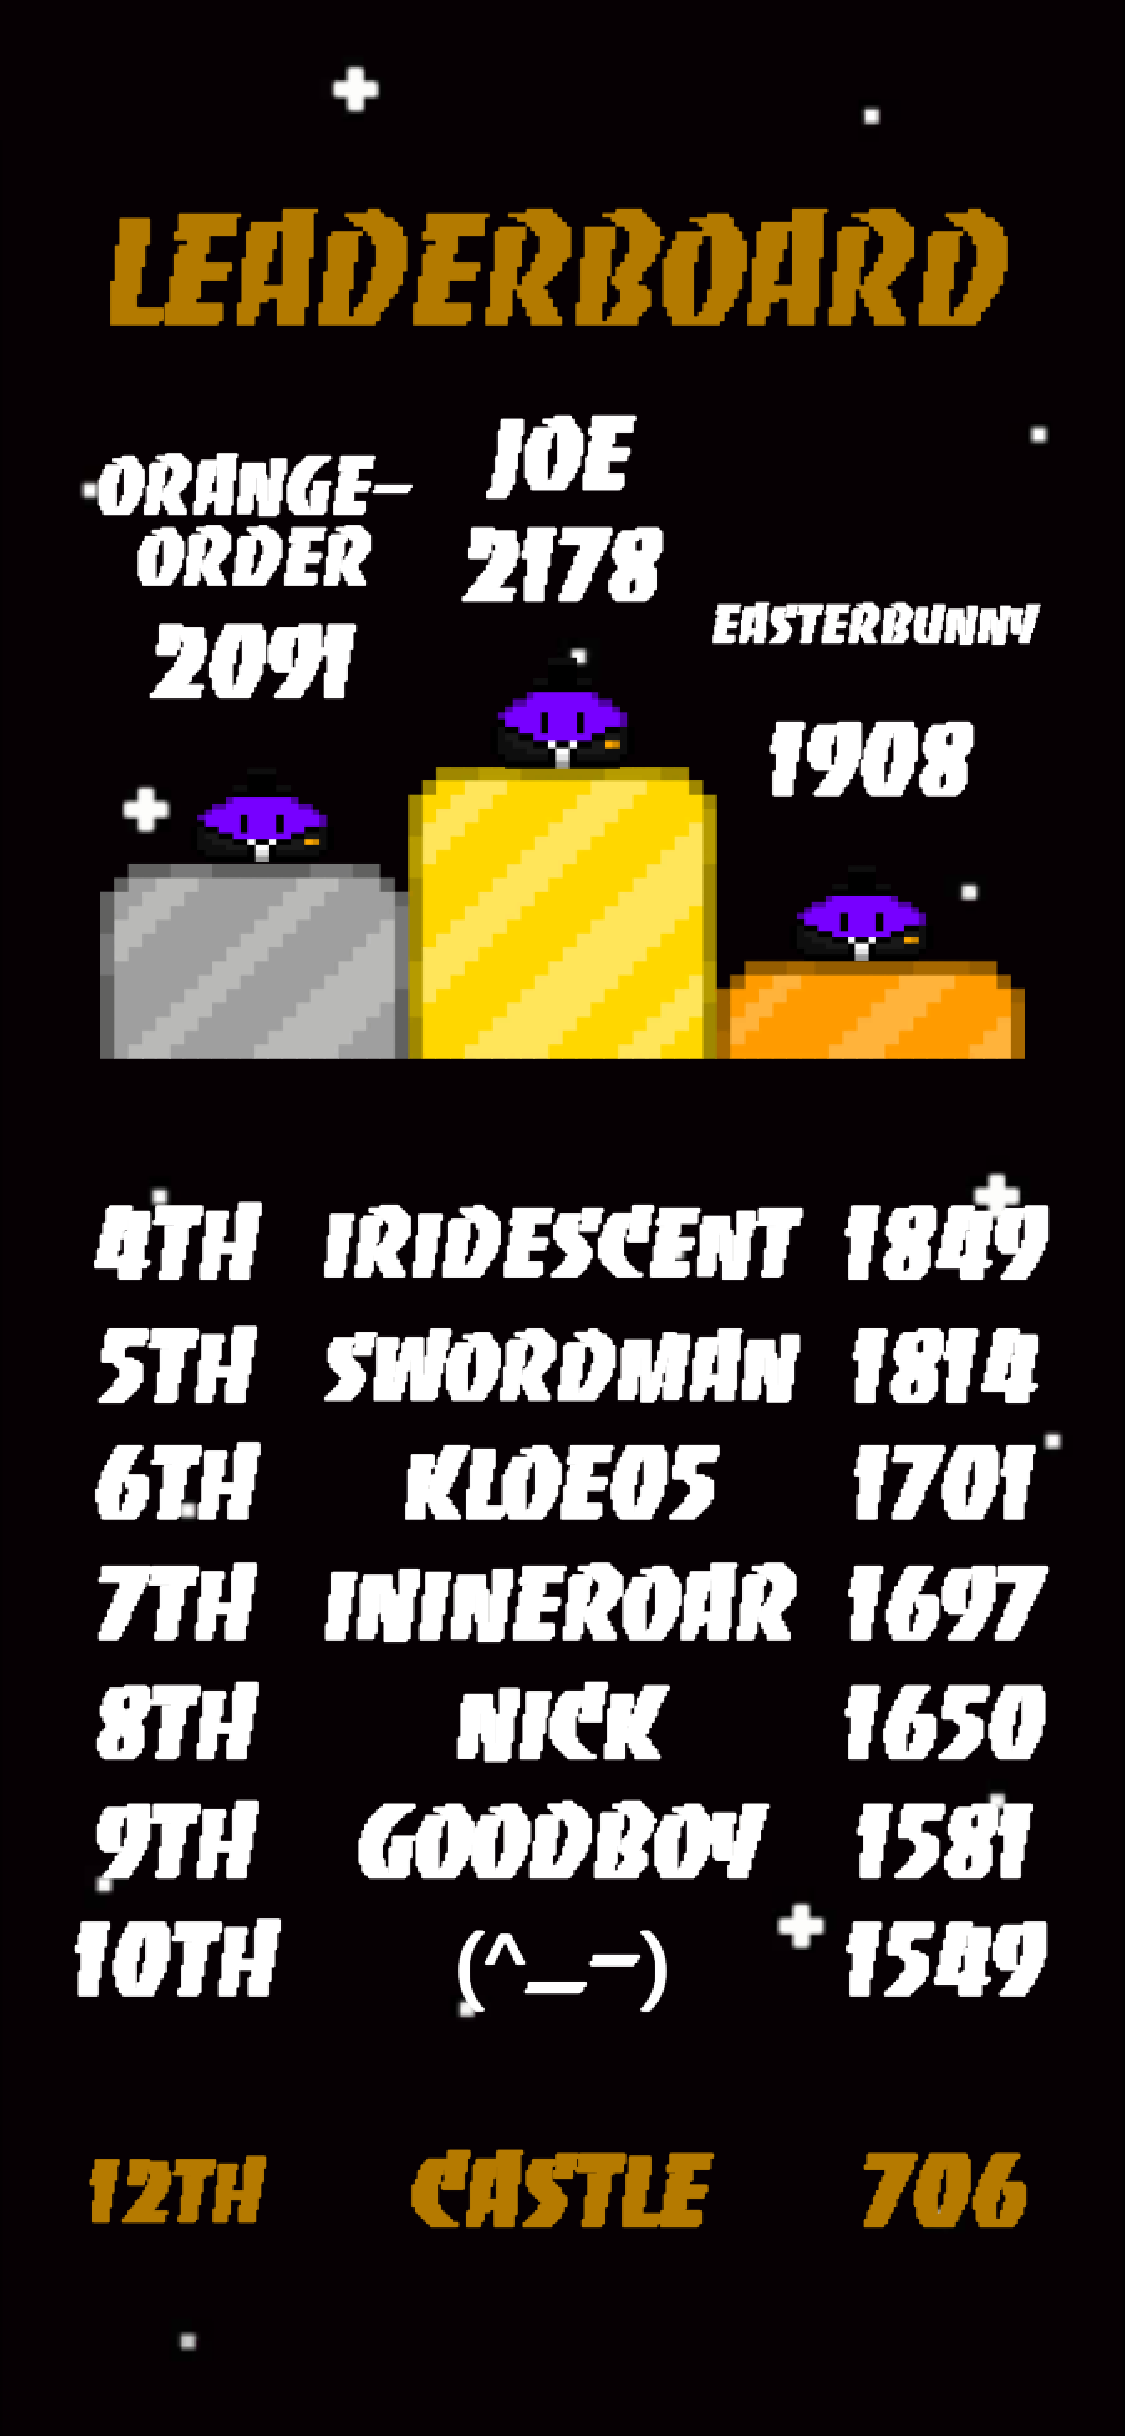 LEADERBOARD
JOE
2178
ORANGE-
ORDER
2091
EASTERBUNNY
1908
4TH IRIDESCENT 1849
5TH SWORDMAN 1814
6TH KLOE05 1701
7TH ININEROAR 1697
8TH NICK 1650
9TH GOODBOY 1581
10TH (^_-) 1549
12TH CASTLE 706